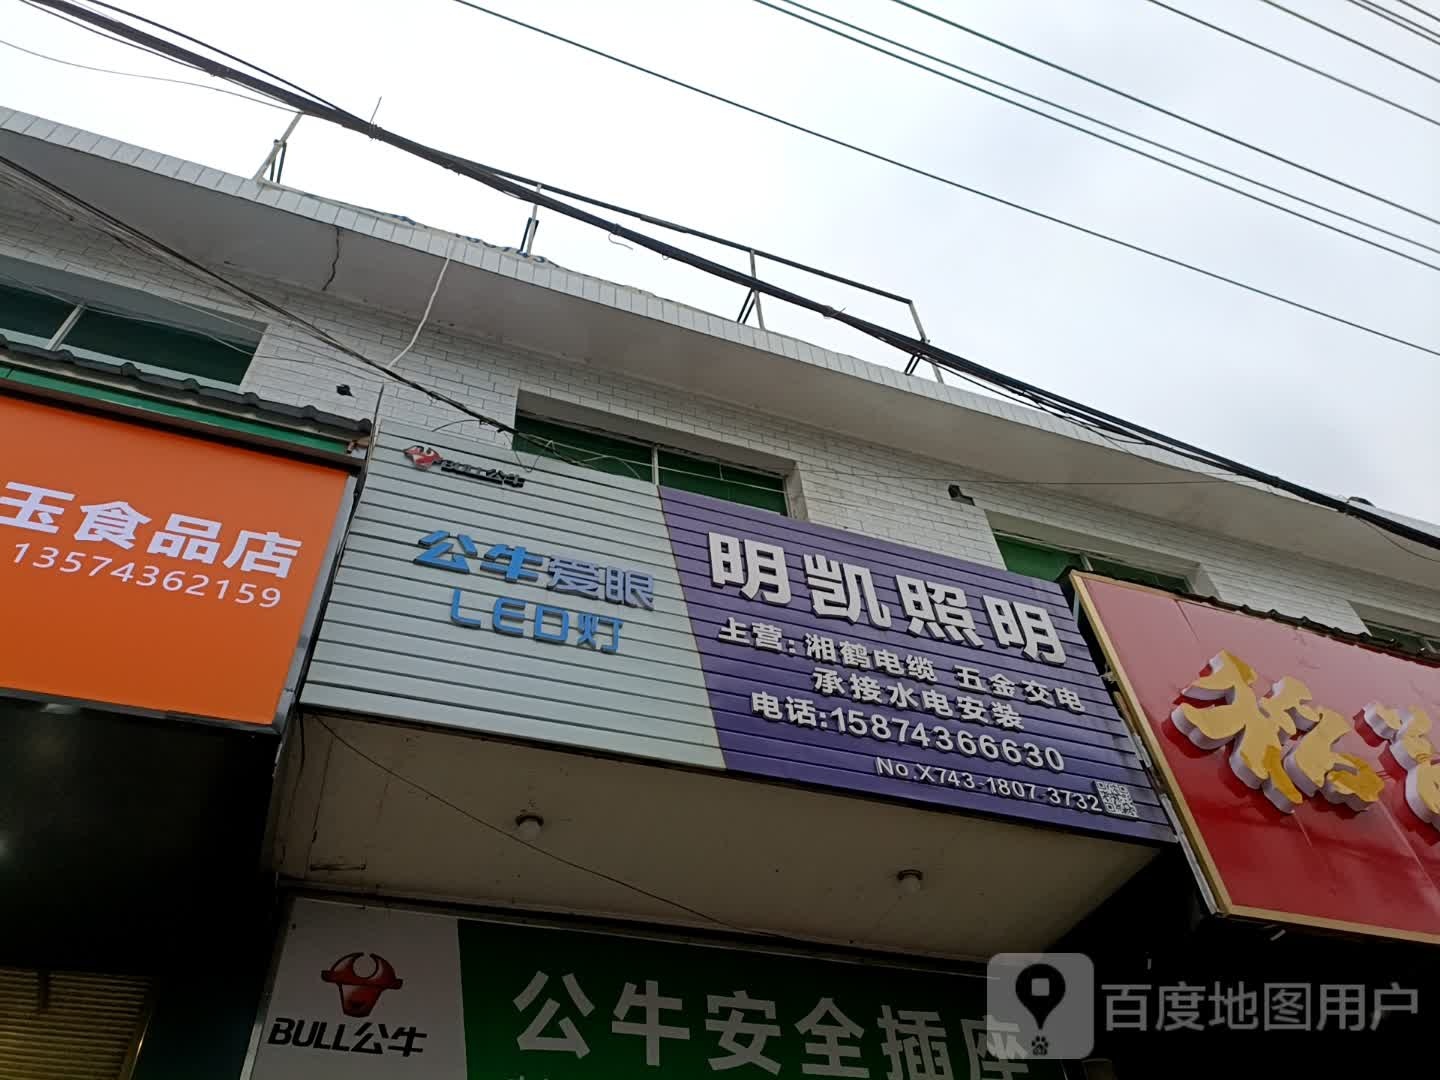 玉食品店
13574362159
BULL公牛
公牛爱眼
LED灯
明凯照明
主营:湘鹤电缆 五金交电
承接水电安装
电话:15874366630
No.X743-1807-3732
BULL公牛
公牛安全插座
百度地图用户